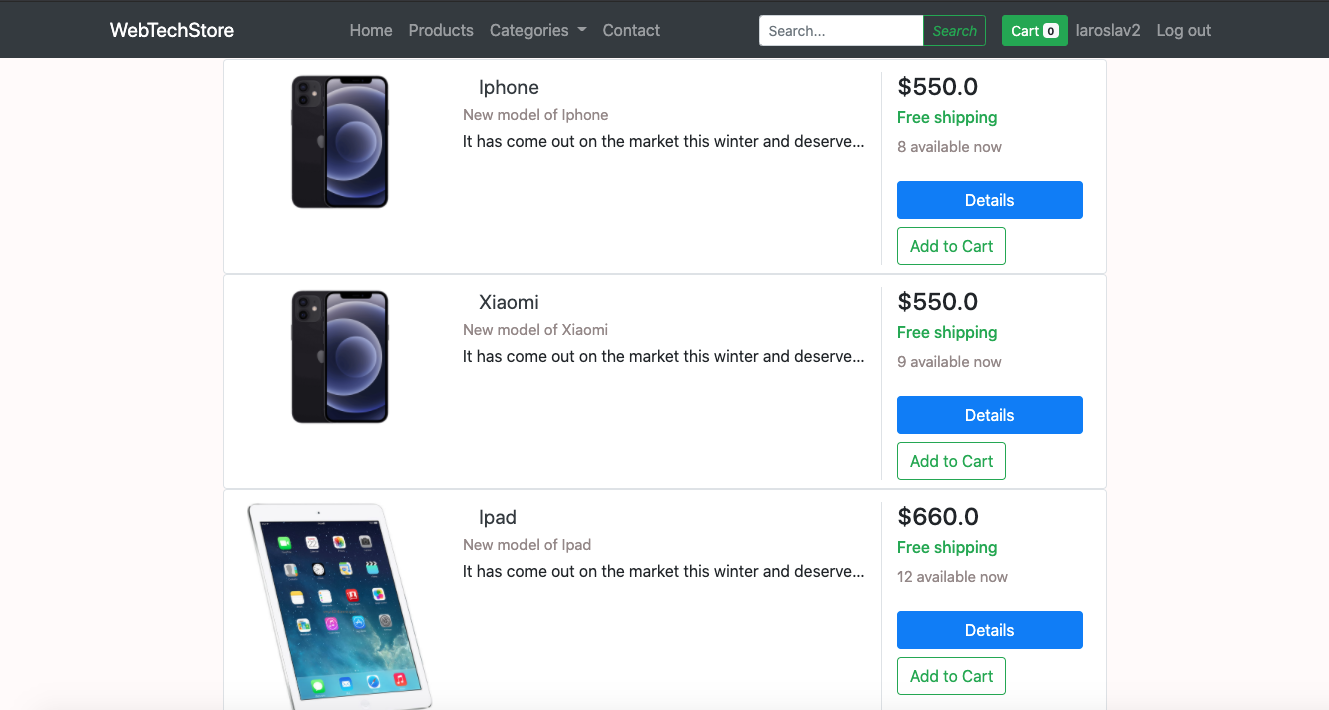 WebTechStore Home Products Categories Contact Search... Search Cart 0 Iaroslav2 Log out
Iphone
New model of Iphone
It has come out on the market this winter and deserve...
$550.0
Free shipping
8 available now
Details
Add to Cart
Xiaomi
New model of Xiaomi
It has come out on the market this winter and deserve...
$550.0
Free shipping
9 available now
Details
Add to Cart
Ipad
New model of Ipad
It has come out on the market this winter and deserve...
$660.0
Free shipping
12 available now
Details
Add to Cart